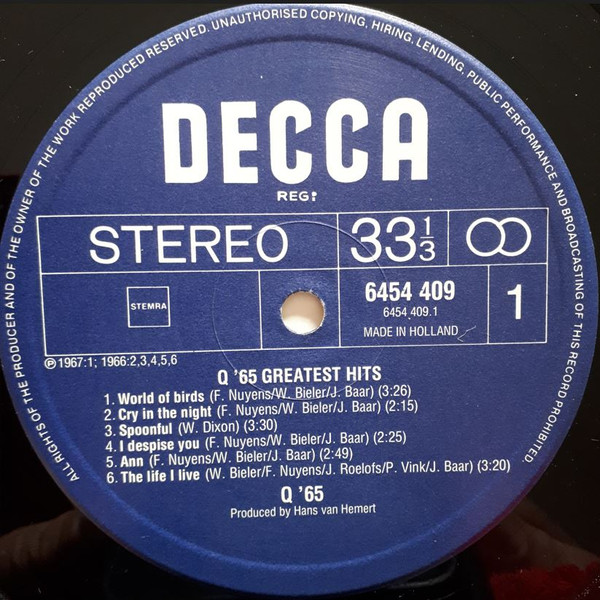 ALL RIGHTS OF THE PRODUCER AND OF THE OWNER OF THE WORK REPRODUCED RESERVED. UNAUTHORISED COPYING, HIRING, LENDING, PUBLIC PERFORMANCE AND BROADCASTING OF THIS RECORD PROHIBITED.
DECCA
REGD
STEREO
33 1/3
STEMRA
6454 409
6454 409.1
MADE IN HOLLAND
1
℗ 1967:1; 1966:2,3,4,5,6
Q '65 GREATEST HITS
1. World of birds (F. Nuyens/W. Bieler/J. Baar) (3:26)
2. Cry in the night (F. Nuyens/W. Bieler/J. Baar) (2:15)
3. Spoonful (W. Dixon) (3:30)
4. I despise you (F. Nuyens/W. Bieler/J. Baar) (2:25)
5. Ann (F. Nuyens/W. Bieler/J. Baar) (2:49)
6. The life I live (W. Bieler/F. Nuyens/J. Roelofs/P. Vink/J. Baar) (3:20)
Q '65
Produced by Hans van Hemert